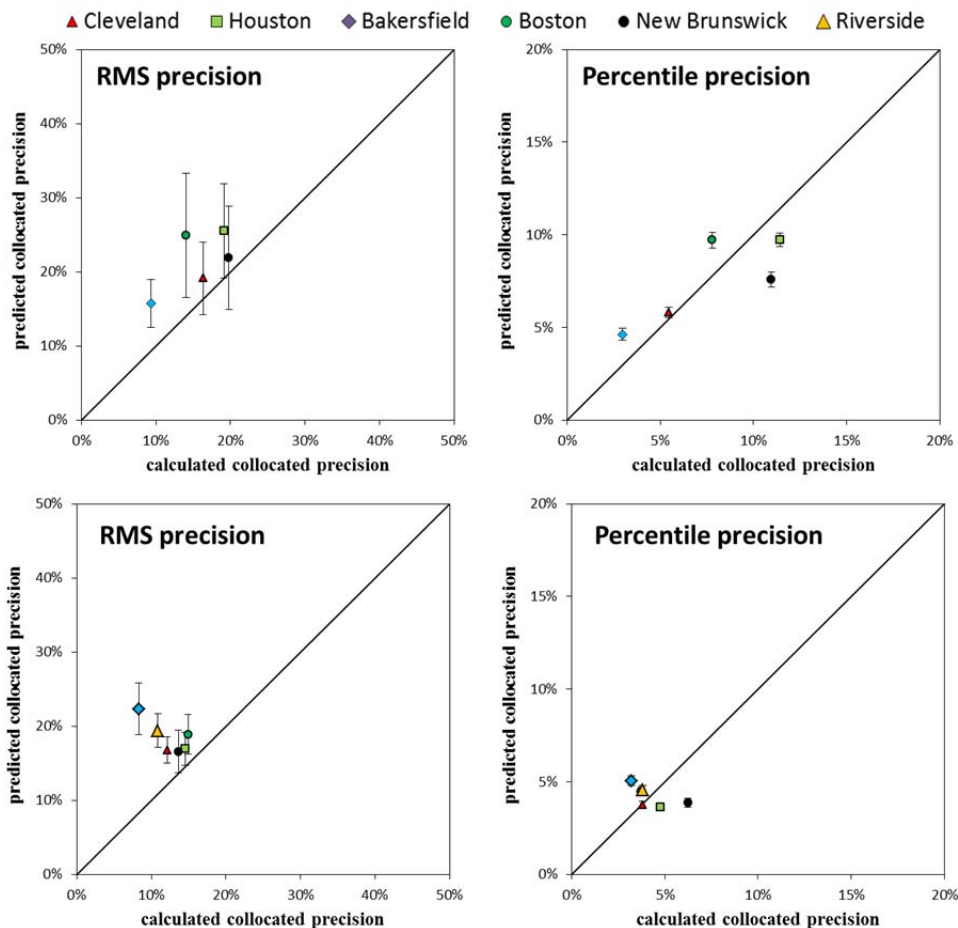 Cleveland Houston Bakersfield Boston New Brunswick Riverside
RMS precision
50%
40%
30%
20%
10%
0%
predicted collocated precision
0% 10% 20% 30% 40% 50%
calculated collocated precision
Percentile precision
20%
15%
10%
5%
0%
predicted collocated precision
0% 5% 10% 15% 20%
calculated collocated precision
RMS precision
50%
40%
30%
20%
10%
0%
predicted collocated precision
0% 10% 20% 30% 40% 50%
calculated collocated precision
Percentile precision
20%
15%
10%
5%
0%
predicted collocated precision
0% 5% 10% 15% 20%
calculated collocated precision